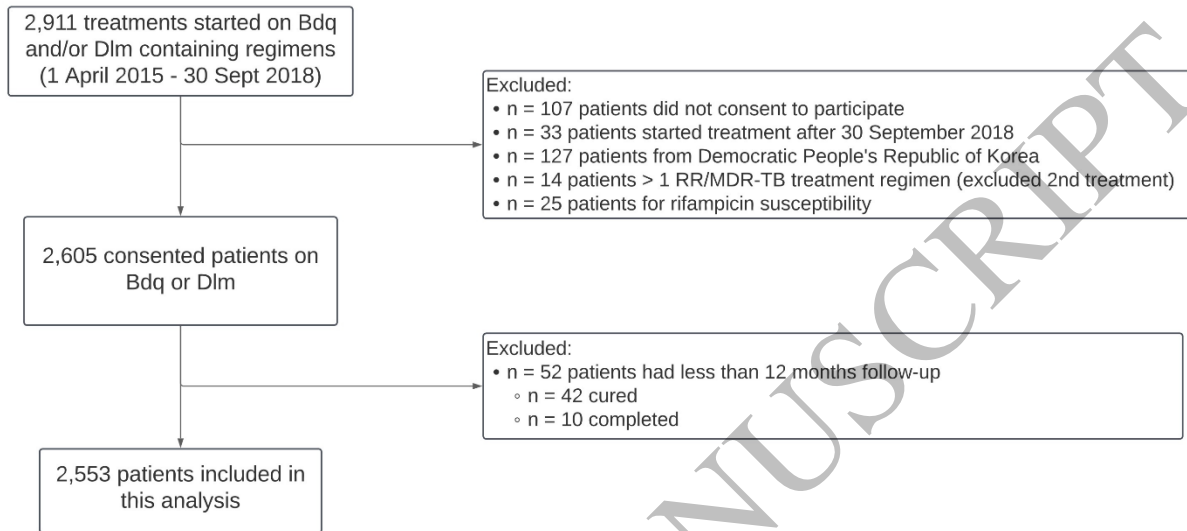 2,911 treatments started on Bdq
and/or Dlm containing regimens
(1 April 2015 - 30 Sept 2018)
Excluded:
• n = 107 patients did not consent to participate
• n = 33 patients started treatment after 30 September 2018
• n = 127 patients from Democratic People's Republic of Korea
• n = 14 patients > 1 RR/MDR-TB treatment regimen (excluded 2nd treatment)
• n = 25 patients for rifampicin susceptibility
2,605 consented patients on
Bdq or Dlm
Excluded:
• n = 52 patients had less than 12 months follow-up
◦ n = 42 cured
◦ n = 10 completed
2,553 patients included in
this analysis
NUSCRIPT